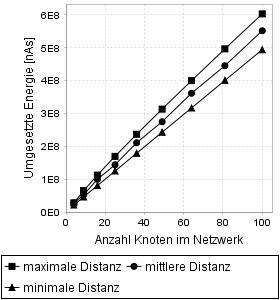 6E8
5E8
4E8
3E8
2E8
1E8
0E0
Umgesetzte Energie [nAs]
0
20
40
60
80
100
Anzahl Knoten im Netzwerk
maximale Distanz
mittlere Distanz
minimale Distanz